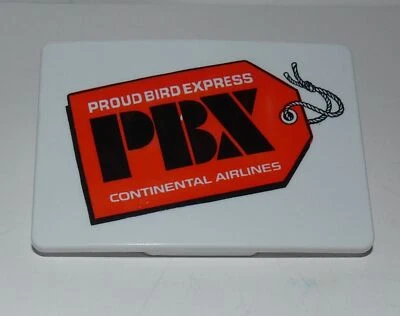 PROUD BIRD EXPRESS
PBX
CONTINENTAL AIRLINES